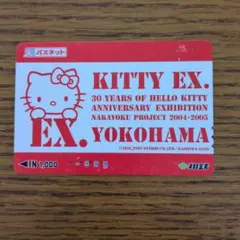 パスネット
KITTY EX.
30 YEARS OF HELLO KITTY
ANNIVERSARY EXHIBITION
NAKAYOKU PROJECT 2004-2005
EX. YOKOHAMA
◀IN 1,000